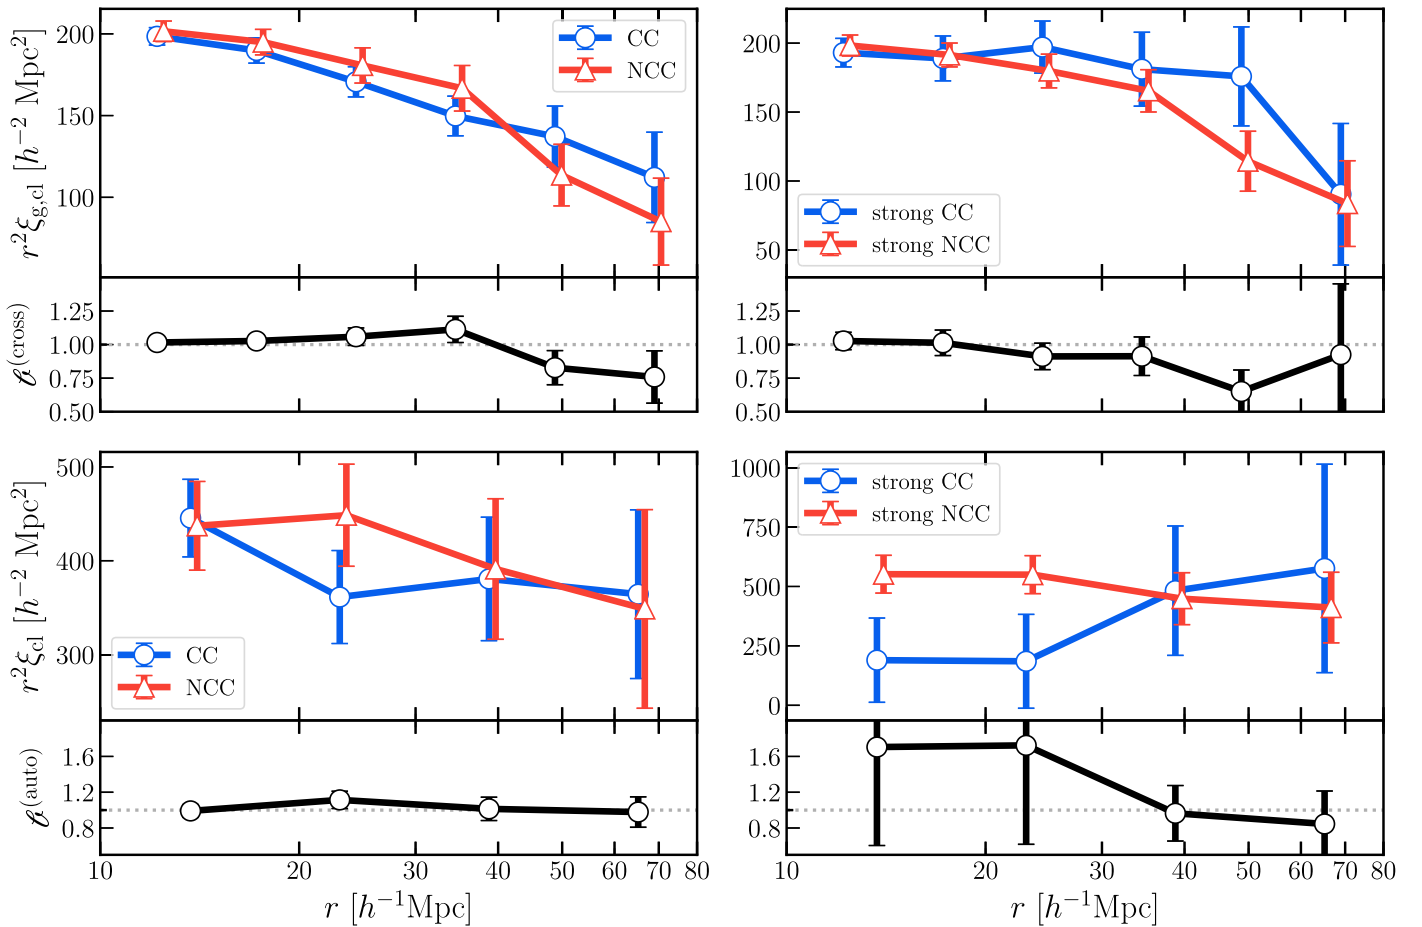 r²ξg,cl [h⁻² Mpc²]
200
150
100
CC
NCC
200
150
100
50
strong CC
strong NCC
𝒷(cross)
1.25
1.00
0.75
0.50
1.25
1.00
0.75
0.50
r²ξcl [h⁻² Mpc²]
500
400
300
CC
NCC
1000
750
500
250
0
strong CC
strong NCC
𝒷(auto)
1.6
1.2
0.8
1.6
1.2
0.8
10 20 30 40 50 60 70 80
10 20 30 40 50 60 70 80
r [h⁻¹Mpc]
r [h⁻¹Mpc]